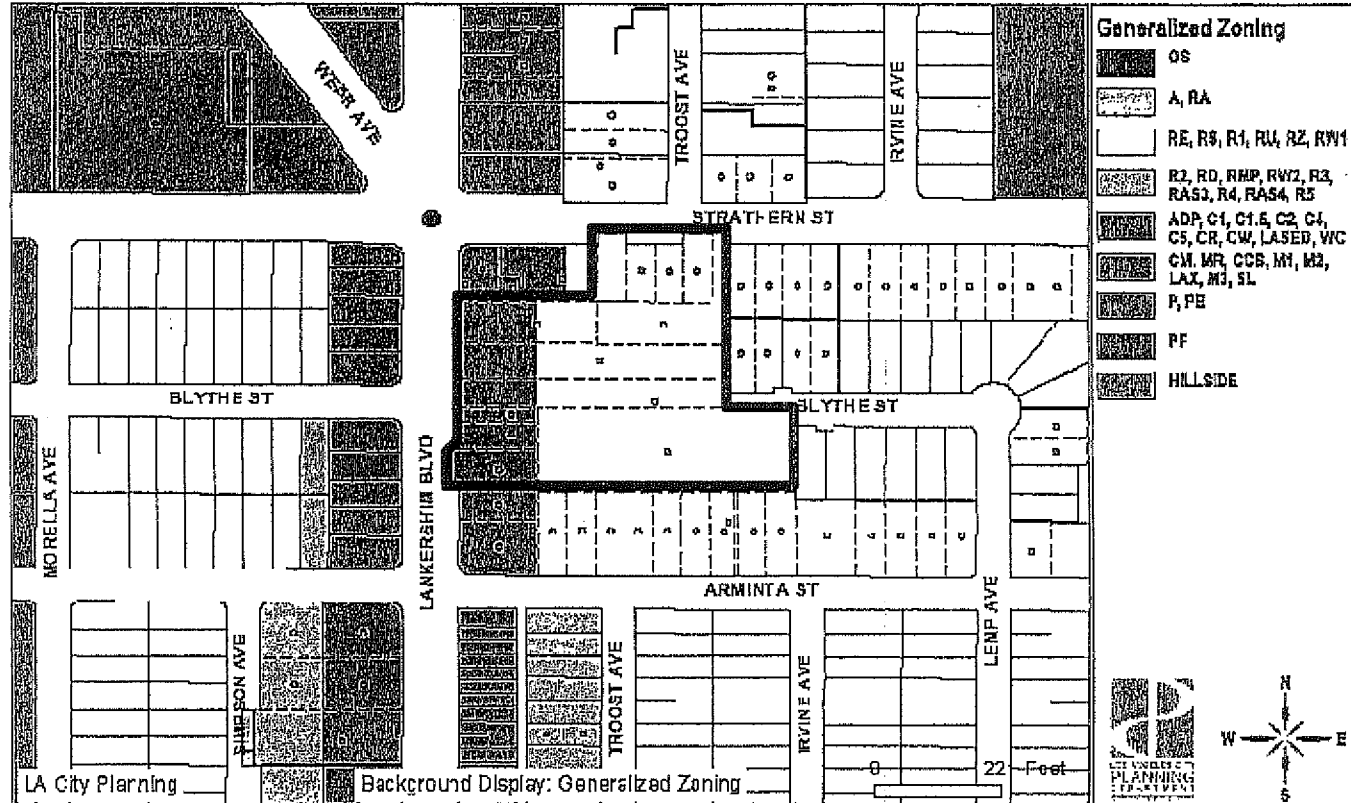 Generalized Zoning
OS
A, RA
RE, RS, R1, RU, RZ, RW1
R2, RD, RMP, RW2, R3,
RAS3, R4, RAS4, R5
ADP, C1, C1.5, C2, C4,
C5, CR, CW, LASED, WC
CM, MR, CCS, M1, M2,
LAX, M3, SL
P, PB
PF
HILLSIDE
WEAR AVE
TROOST AVE
IRVINE AVE
STRATHERN ST
BLYTHE ST
BLYTHE ST
MORELLA AVE
LANKERSHIM BLVD
ARMINTA ST
SIMPSON AVE
TROOST AVE
IRVINE AVE
LEMP AVE
LA City Planning
Background Display: Generalized Zoning
0 22 Feet
PLANNING
N
W E
S